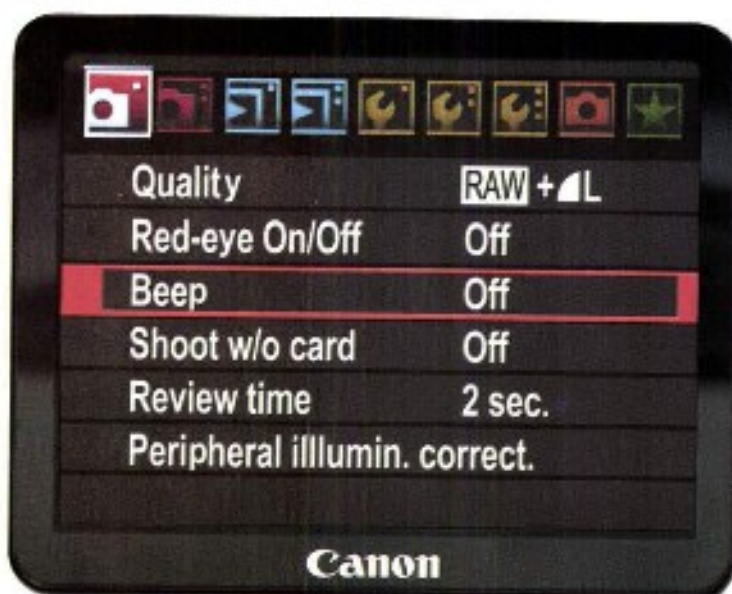 Quality RAW +L
Red-eye On/Off Off
Beep Off
Shoot w/o card Off
Review time 2 sec.
Peripheral illlumin. correct.
Canon